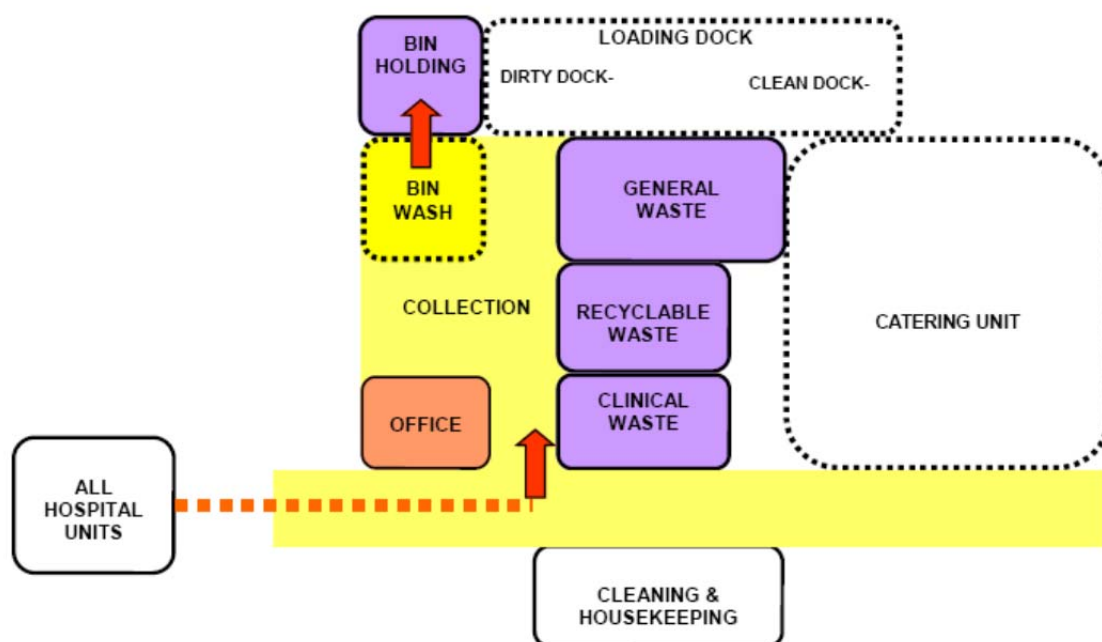 BIN
HOLDING
LOADING DOCK
DIRTY DOCK-
CLEAN DOCK-
BIN
WASH
GENERAL
WASTE
COLLECTION
RECYCLABLE
WASTE
CATERING UNIT
OFFICE
CLINICAL
WASTE
ALL
HOSPITAL
UNITS
CLEANING &
HOUSEKEEPING